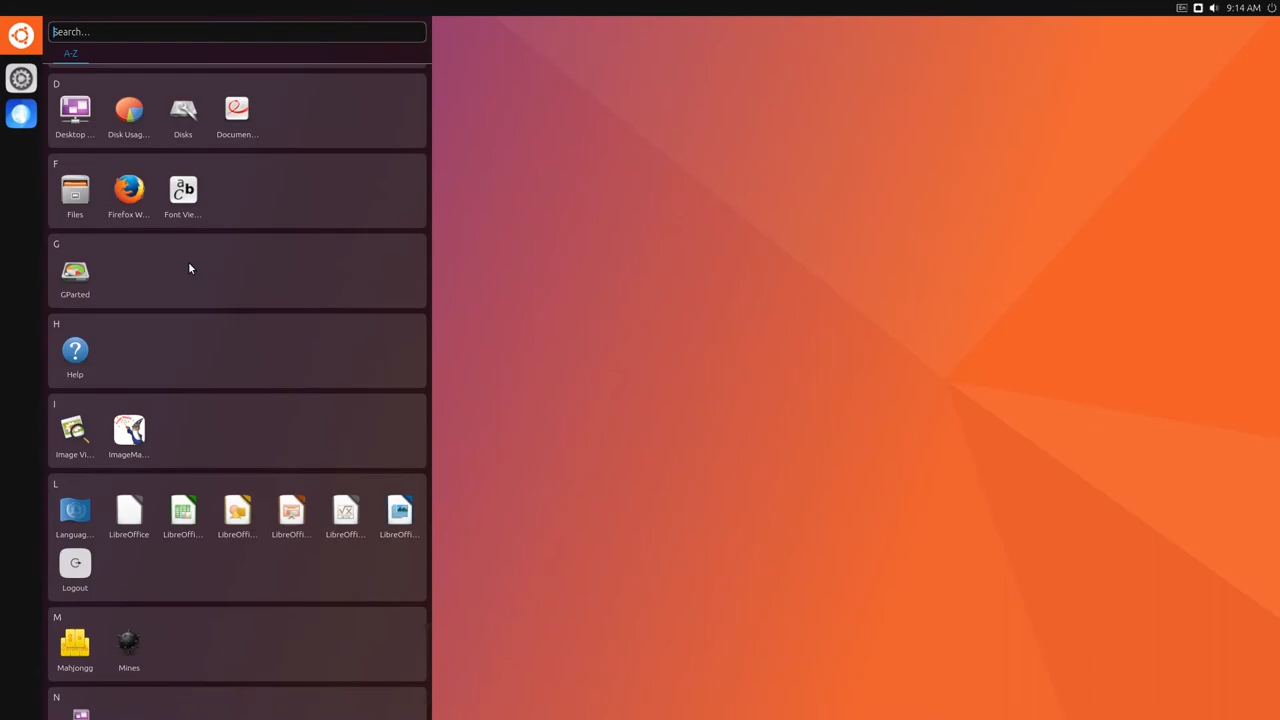 En
9:14 AM
Search...
A-Z
D
Desktop ...
Disk Usag...
Disks
Documen...
F
Files
Firefox W...
Font Vie...
G
GParted
H
Help
I
Image Vi...
ImageMa...
L
Languag...
LibreOffice
LibreOffi...
LibreOffi...
LibreOffi...
LibreOffi...
LibreOffi...
Logout
M
Mahjongg
Mines
N